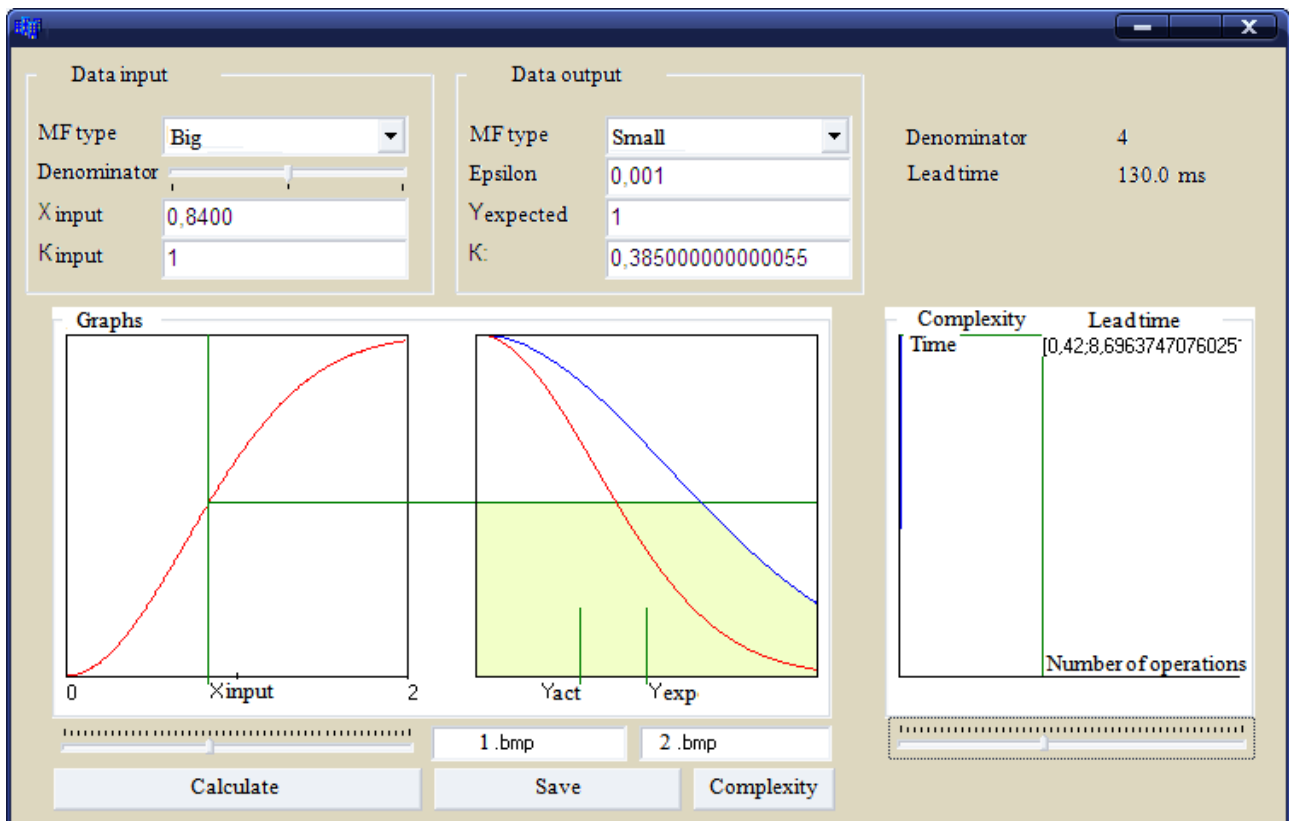 x
Data input
MF type Big
Denominator
X input 0,8400
K input 1
Data output
MF type Small
Epsilon 0,001
Y expected 1
K: 0,385000000000055
Denominator 4
Lead time 130.0 ms
Graphs
0 X input 2
Yact Yexp
Complexity Lead time
Time [0,42;8,6963747076025
Number of operations
1 .bmp 2 .bmp
Calculate Save Complexity